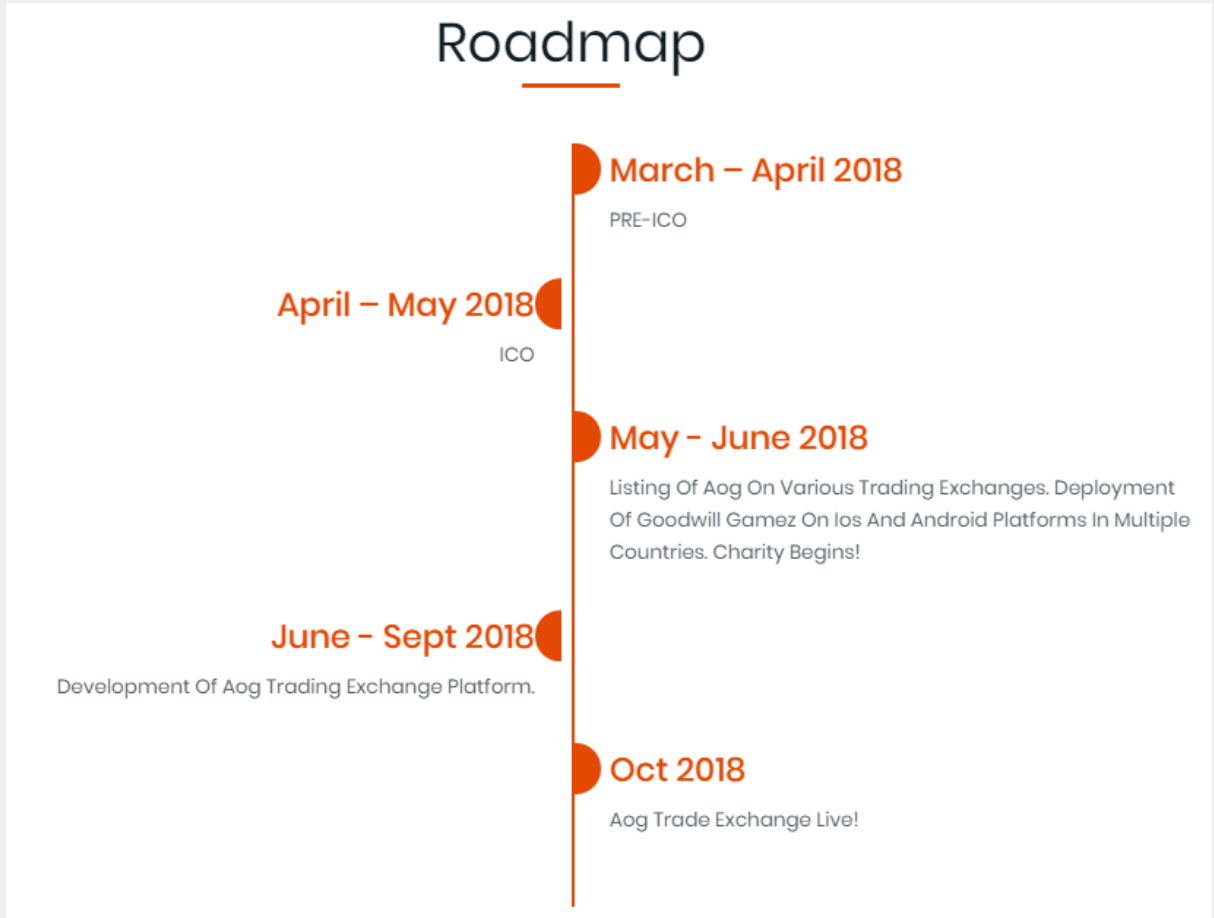 Roadmap
March – April 2018
PRE-ICO
April – May 2018
ICO
May - June 2018
Listing Of Aog On Various Trading Exchanges. Deployment
Of Goodwill Gamez On Ios And Android Platforms In Multiple
Countries. Charity Begins!
June - Sept 2018
Development Of Aog Trading Exchange Platform.
Oct 2018
Aog Trade Exchange Live!